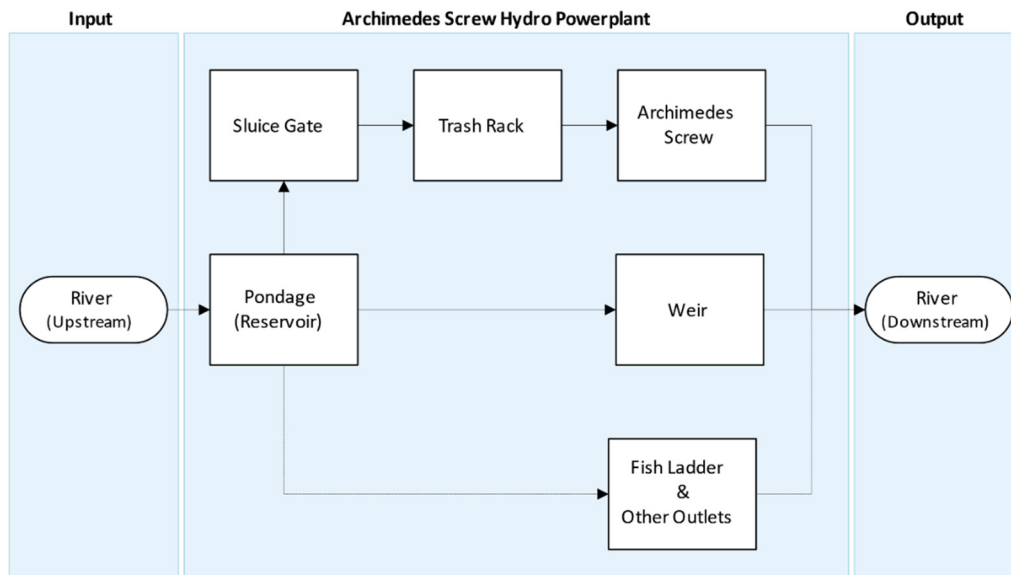 Input
Archimedes Screw Hydro Powerplant
Output
Sluice Gate
Trash Rack
Archimedes
Screw
River
(Upstream)
Pondage
(Reservoir)
Weir
River
(Downstream)
Fish Ladder
&
Other Outlets